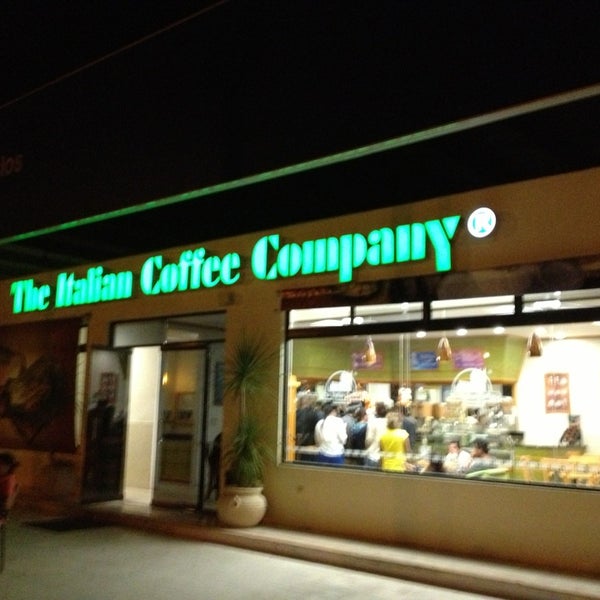 The Italian Coffee Company ®